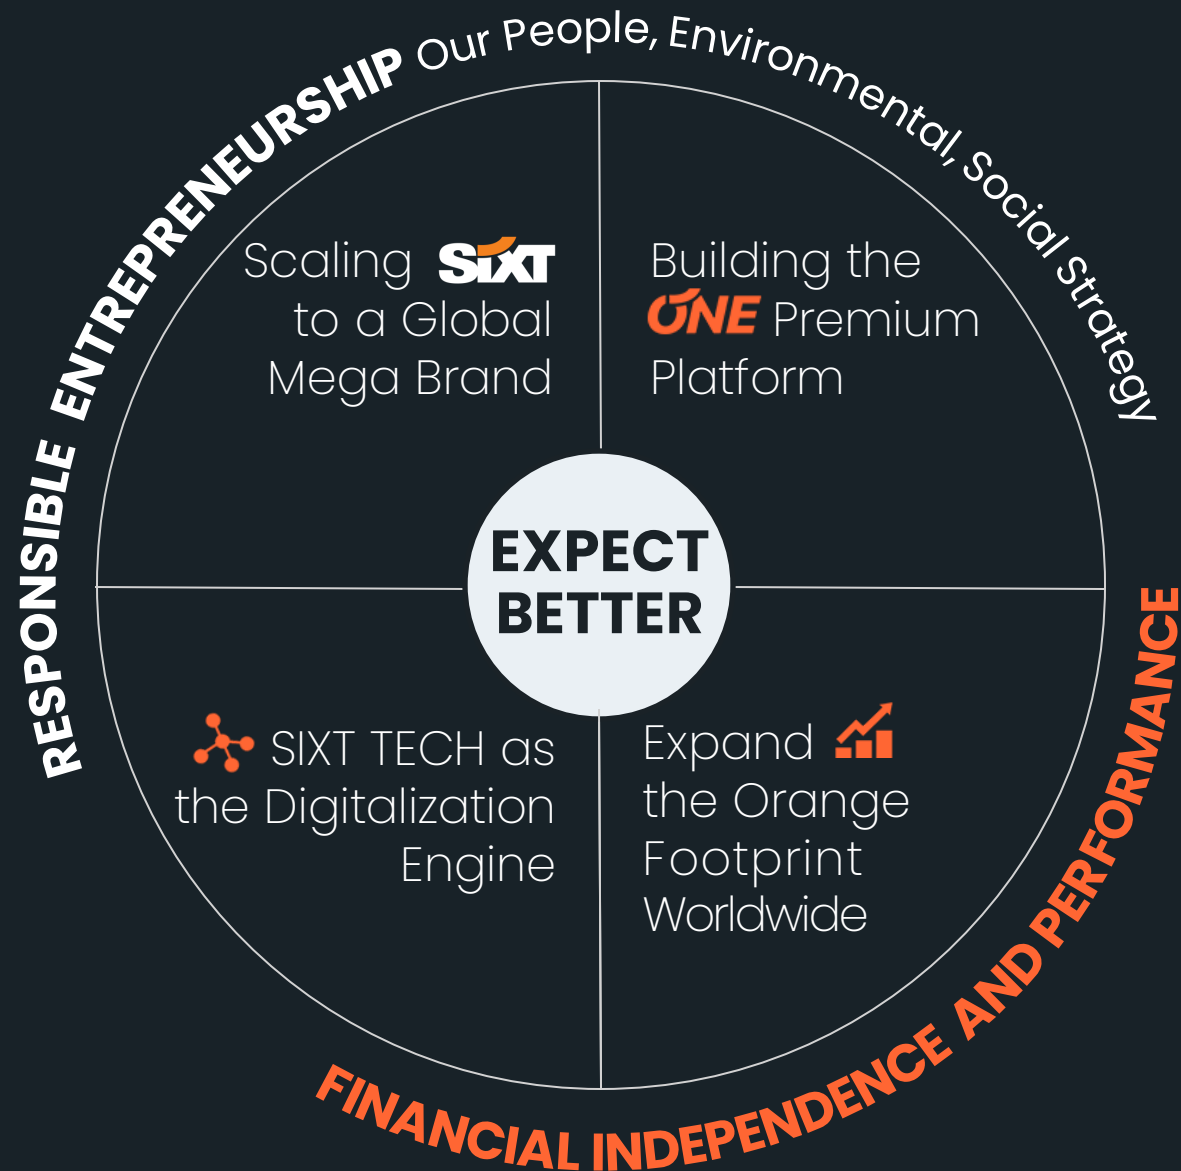 RESPONSIBLE ENTREPRENEURSHIP Our People, Environmental, Social Strategy
Scaling SIXT
to a Global
Mega Brand
Building the
ONE Premium
Platform
EXPECT
BETTER
SIXT TECH as
the Digitalization
Engine
Expand
the Orange
Footprint
Worldwide
FINANCIAL INDEPENDENCE AND PERFORMANCE